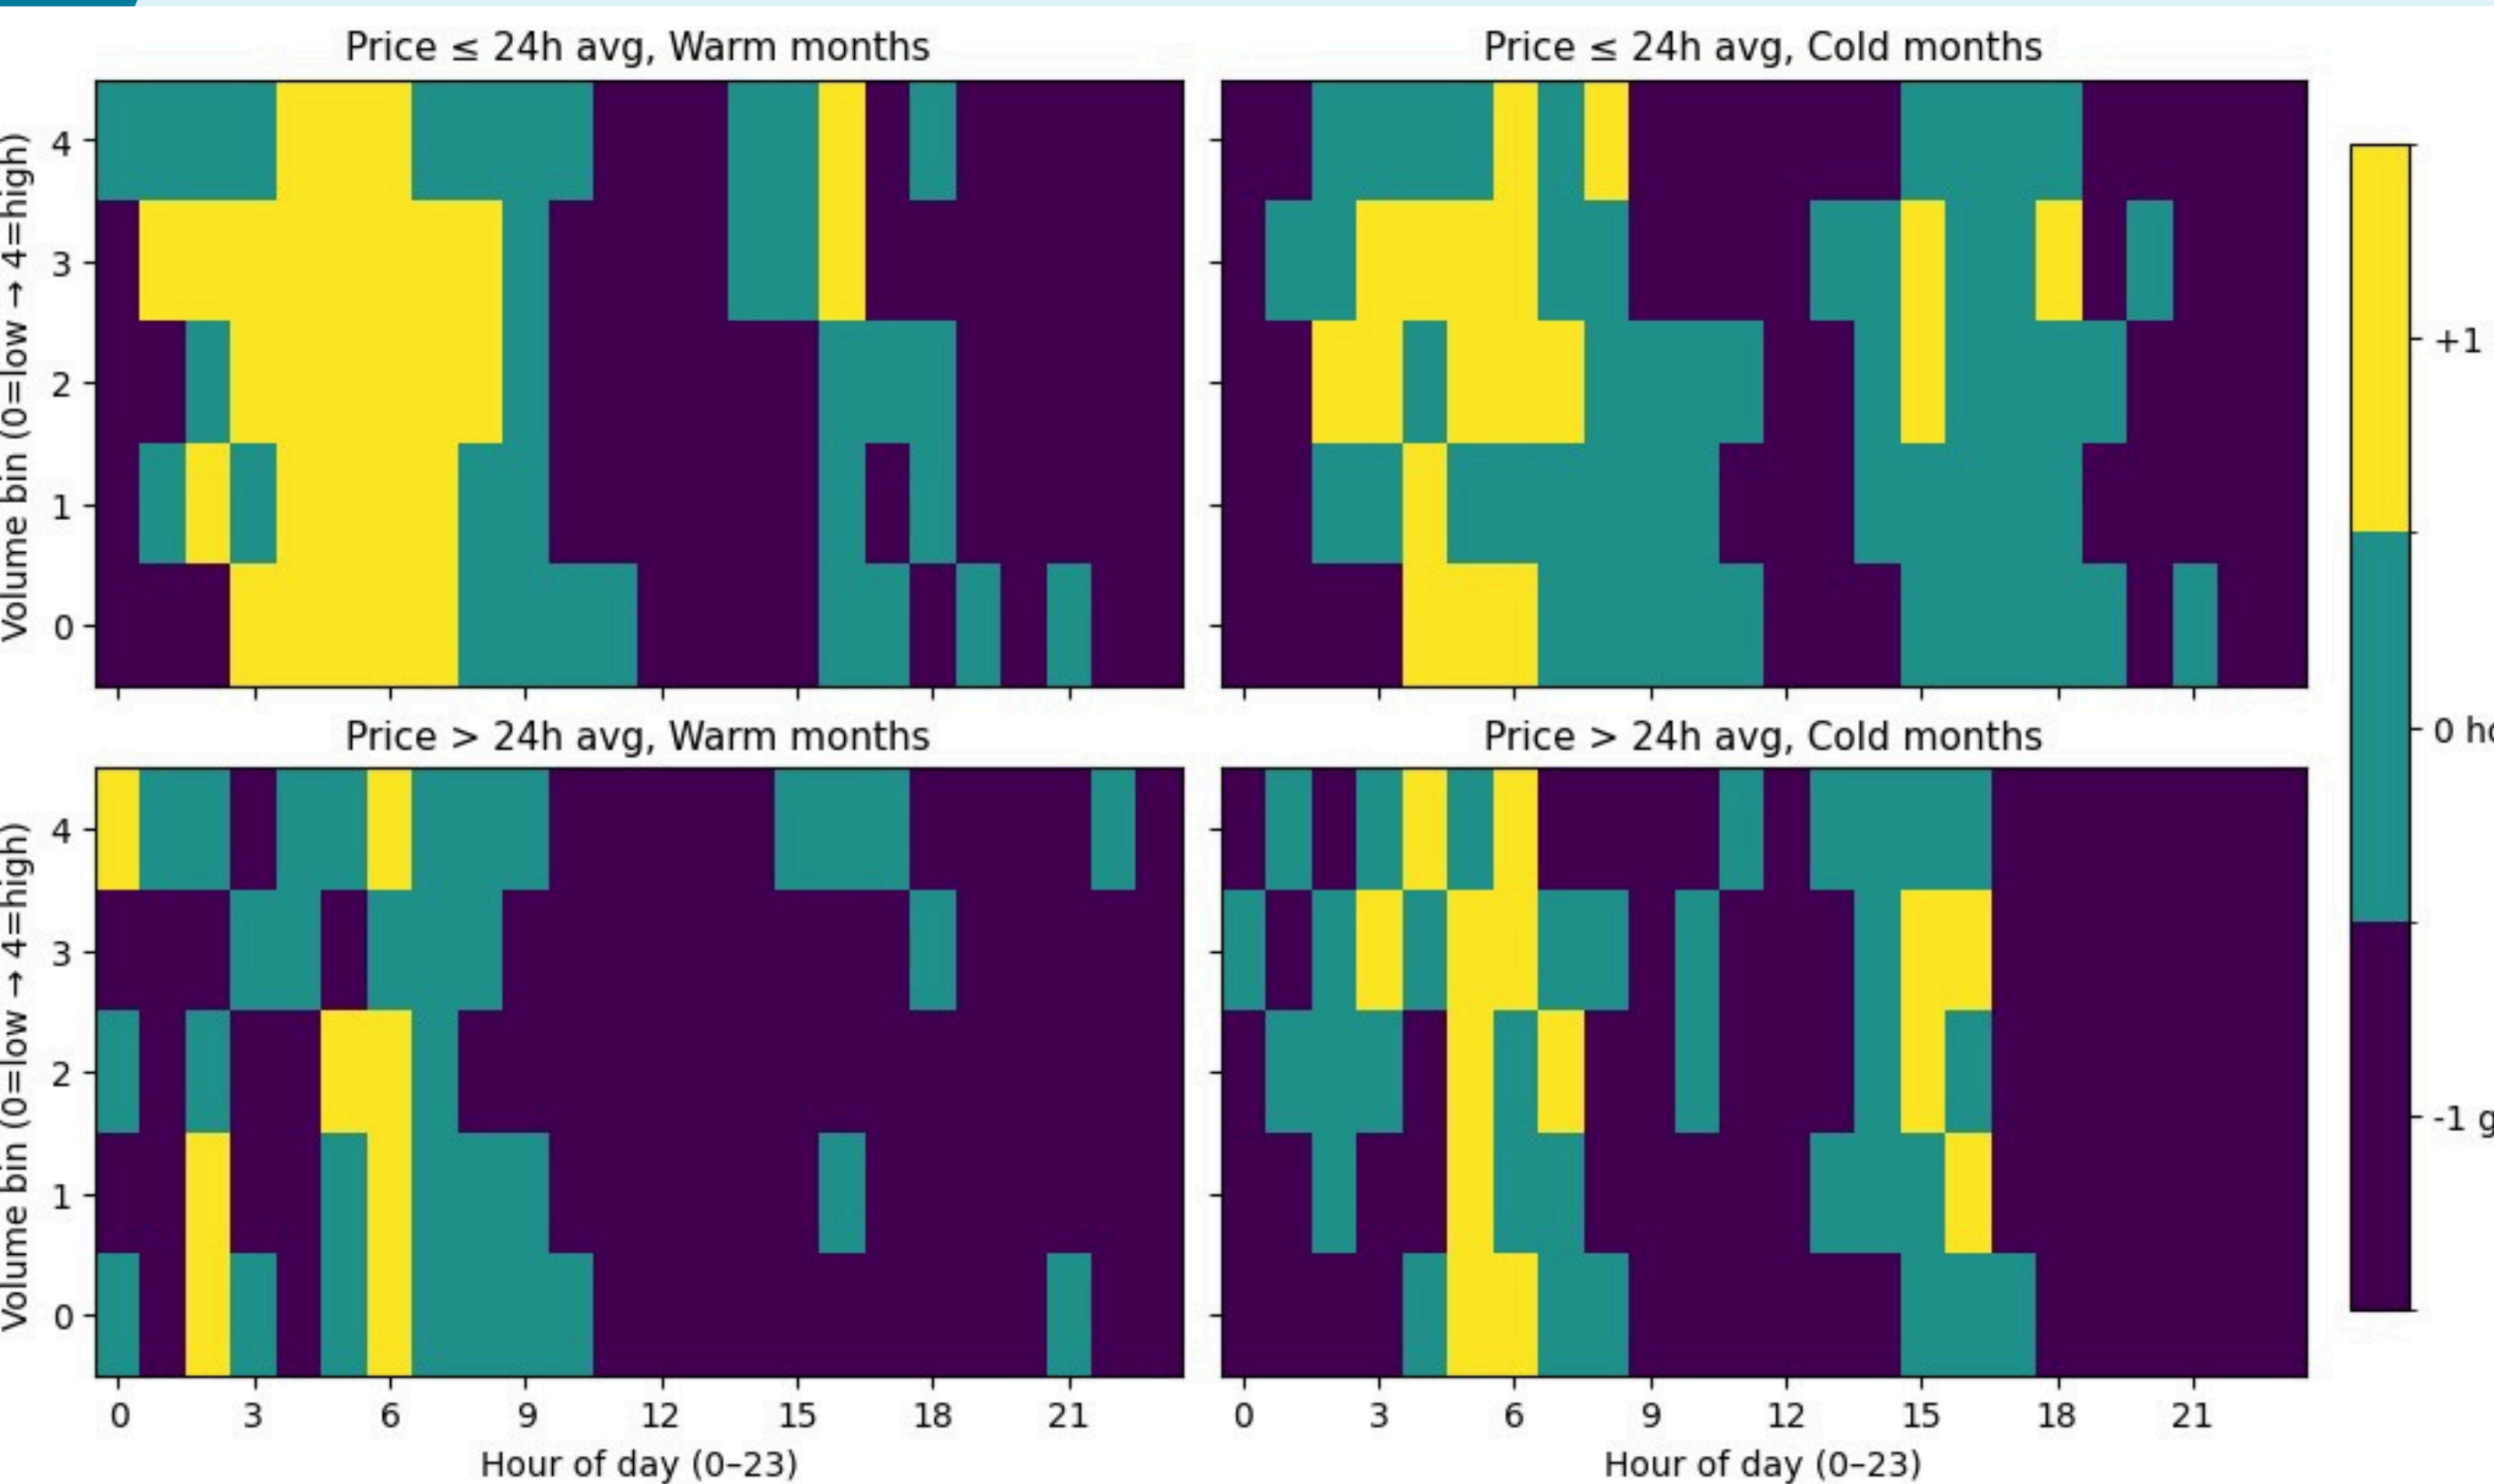 Price ≤ 24h avg, Warm months
Price ≤ 24h avg, Cold months
Volume bin (0=low → 4=high)
4
3
2
1
0
+1
0 ho
-1 g
Price > 24h avg, Warm months
Price > 24h avg, Cold months
Volume bin (0=low → 4=high)
4
3
2
1
0
0 3 6 9 12 15 18 21
0 3 6 9 12 15 18 21
Hour of day (0–23)
Hour of day (0–23)